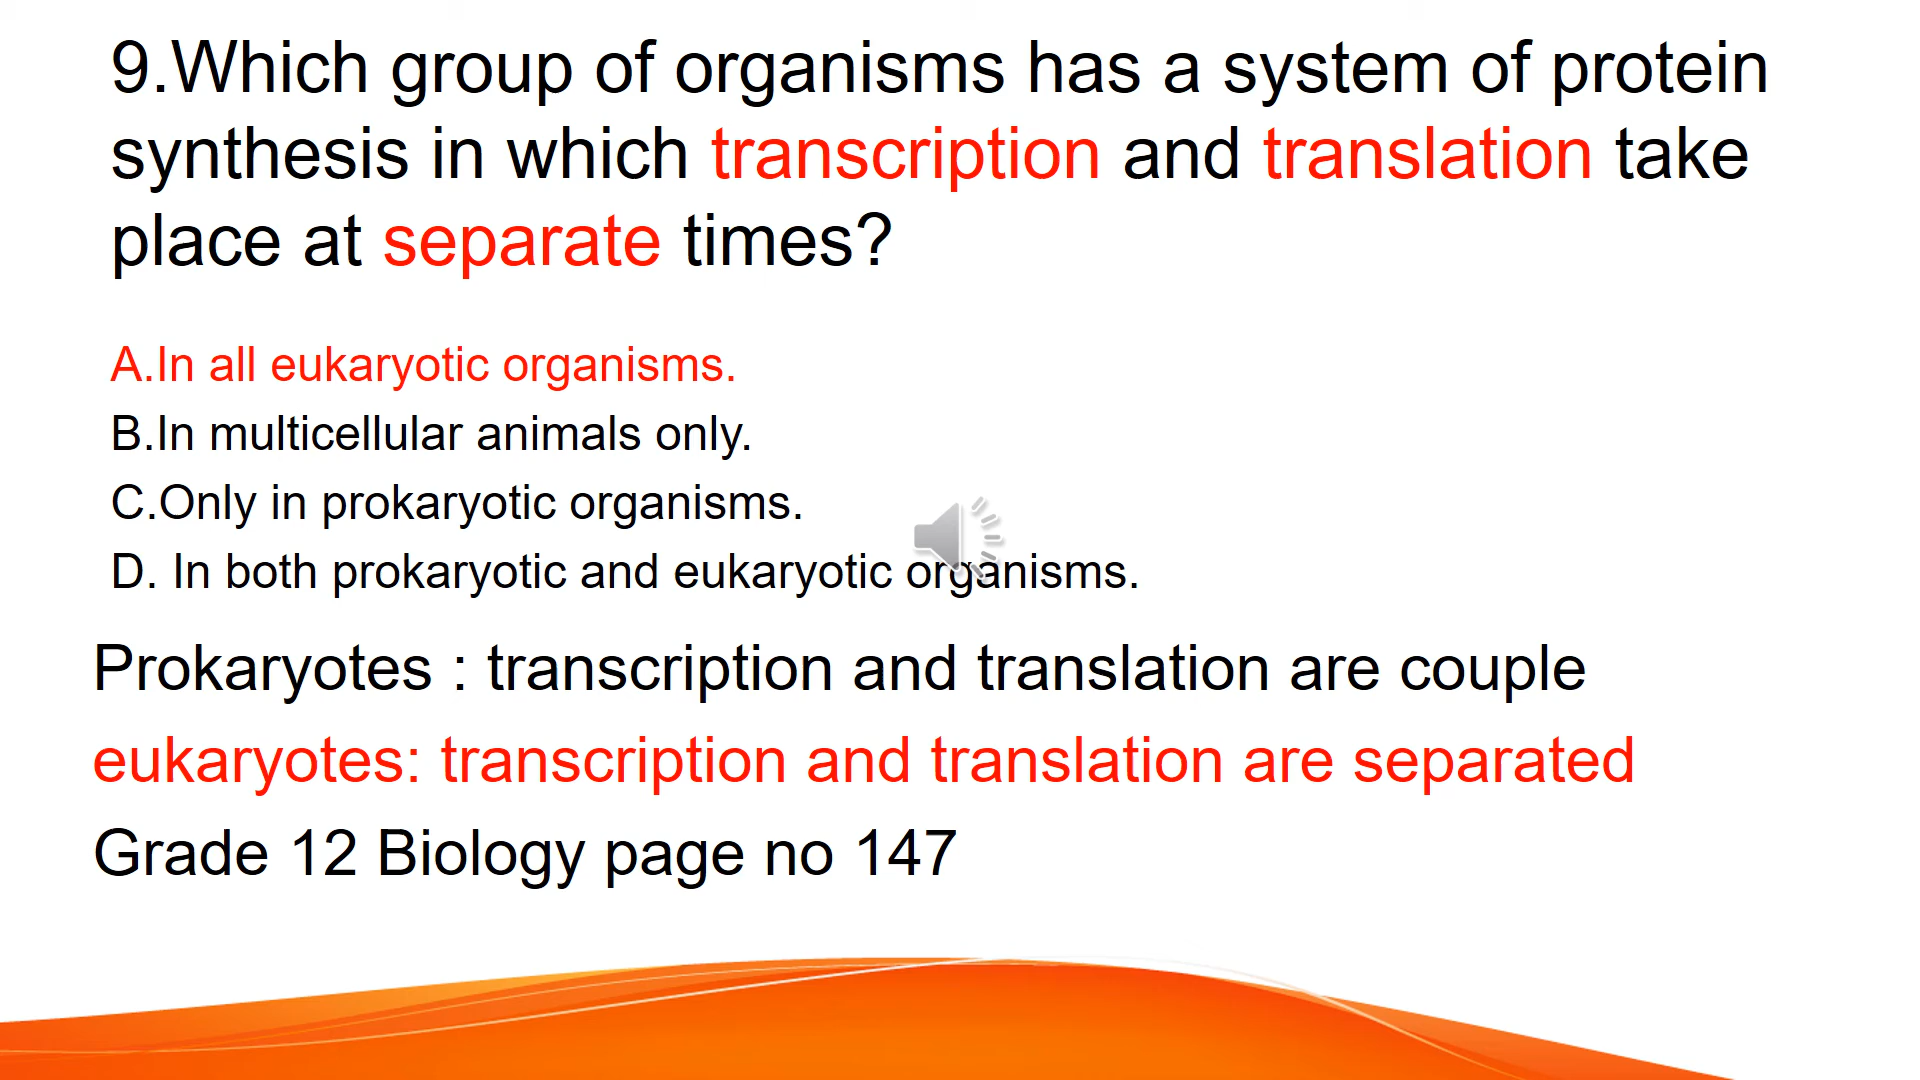 9.Which group of organisms has a system of protein
synthesis in which transcription and translation take
place at separate times?
A.In all eukaryotic organisms.
B.In multicellular animals only.
C.Only in prokaryotic organisms.
D. In both prokaryotic and eukaryotic organisms.
Prokaryotes : transcription and translation are couple
eukaryotes: transcription and translation are separated
Grade 12 Biology page no 147